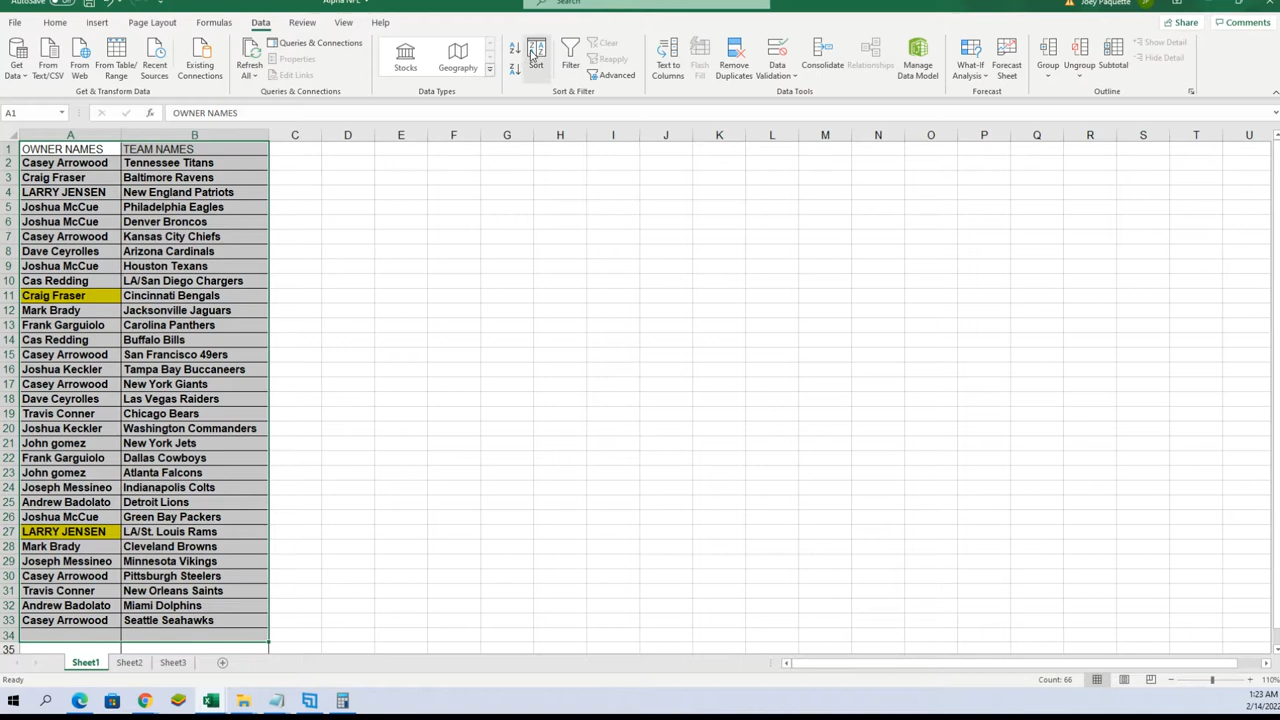 AutoSave Off Alpha NFL Search Joey Paquette
File Home Insert Page Layout Formulas Data Review View Help Share Comments
Get Data From Text/CSV From Web From Table/Range Recent Sources Existing Connections
Refresh All Queries & Connections Properties Edit Links
Stocks Geography
Sort Filter Clear Reapply Advanced
Text to Columns Flash Fill Remove Duplicates Data Validation Consolidate Relationships Manage Data Model
What-If Analysis Forecast Sheet Group Ungroup Subtotal Show Detail Hide Detail
Get & Transform Data Queries & Connections Data Types Sort & Filter Data Tools Forecast Outline
A1 fx OWNER NAMES
A B C D E F G H I J K L M N O P Q R S T U
1 OWNER NAMES TEAM NAMES
2 Casey Arrowood Tennessee Titans
3 Craig Fraser Baltimore Ravens
4 LARRY JENSEN New England Patriots
5 Joshua McCue Philadelphia Eagles
6 Joshua McCue Denver Broncos
7 Casey Arrowood Kansas City Chiefs
8 Dave Ceyrolles Arizona Cardinals
9 Joshua McCue Houston Texans
10 Cas Redding LA/San Diego Chargers
11 Craig Fraser Cincinnati Bengals
12 Mark Brady Jacksonville Jaguars
13 Frank Garguiolo Carolina Panthers
14 Cas Redding Buffalo Bills
15 Casey Arrowood San Francisco 49ers
16 Joshua Keckler Tampa Bay Buccaneers
17 Casey Arrowood New York Giants
18 Dave Ceyrolles Las Vegas Raiders
19 Travis Conner Chicago Bears
20 Joshua Keckler Washington Commanders
21 John gomez New York Jets
22 Frank Garguiolo Dallas Cowboys
23 John gomez Atlanta Falcons
24 Joseph Messineo Indianapolis Colts
25 Andrew Badolato Detroit Lions
26 Joshua McCue Green Bay Packers
27 LARRY JENSEN LA/St. Louis Rams
28 Mark Brady Cleveland Browns
29 Joseph Messineo Minnesota Vikings
30 Casey Arrowood Pittsburgh Steelers
31 Travis Conner New Orleans Saints
32 Andrew Badolato Miami Dolphins
33 Casey Arrowood Seattle Seahawks
34
35
Sheet1 Sheet2 Sheet3
Ready Count: 66 110%
1:23 AM
2/14/2022